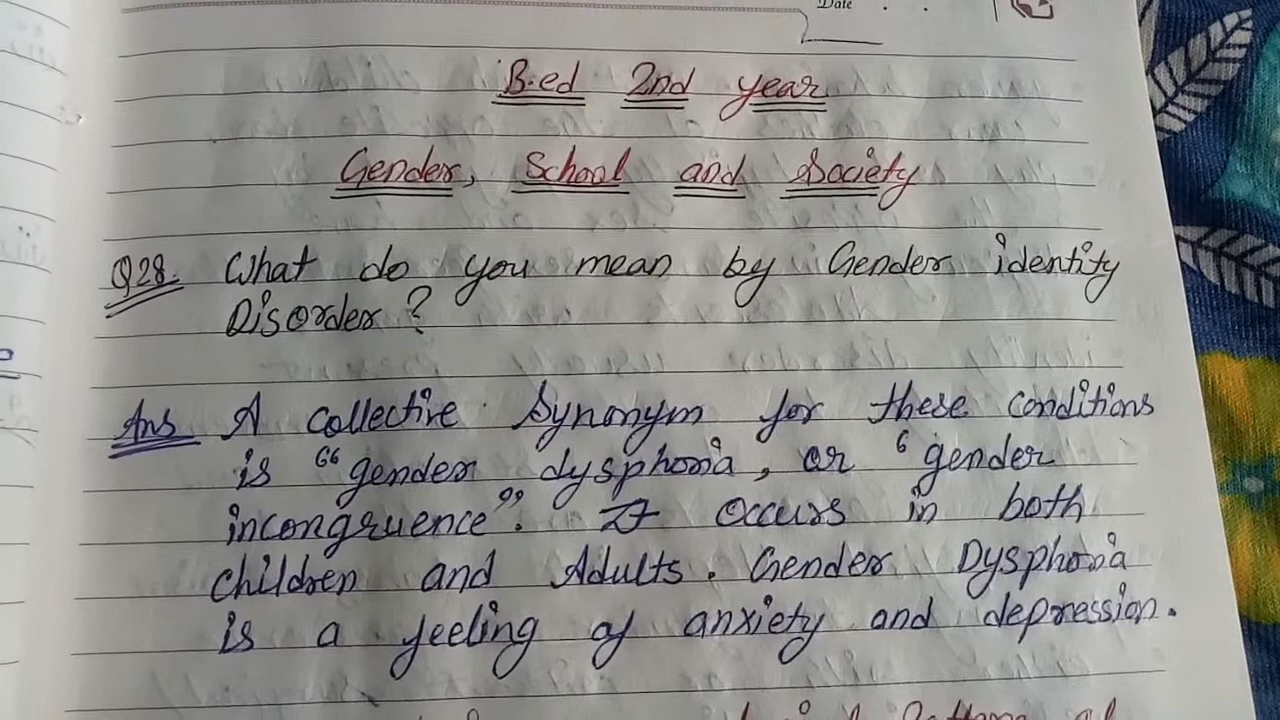 Date
B.ed 2nd year
Gender, School and Society
Q28. What do you mean by Gender identity
Disorder?
Ans A collective Synonym for these conditions
is "gender dysphoria, or 'gender
incongruence". It occurs in both
children and Adults. Gender Dysphoria
is a feeling of anxiety and depression.